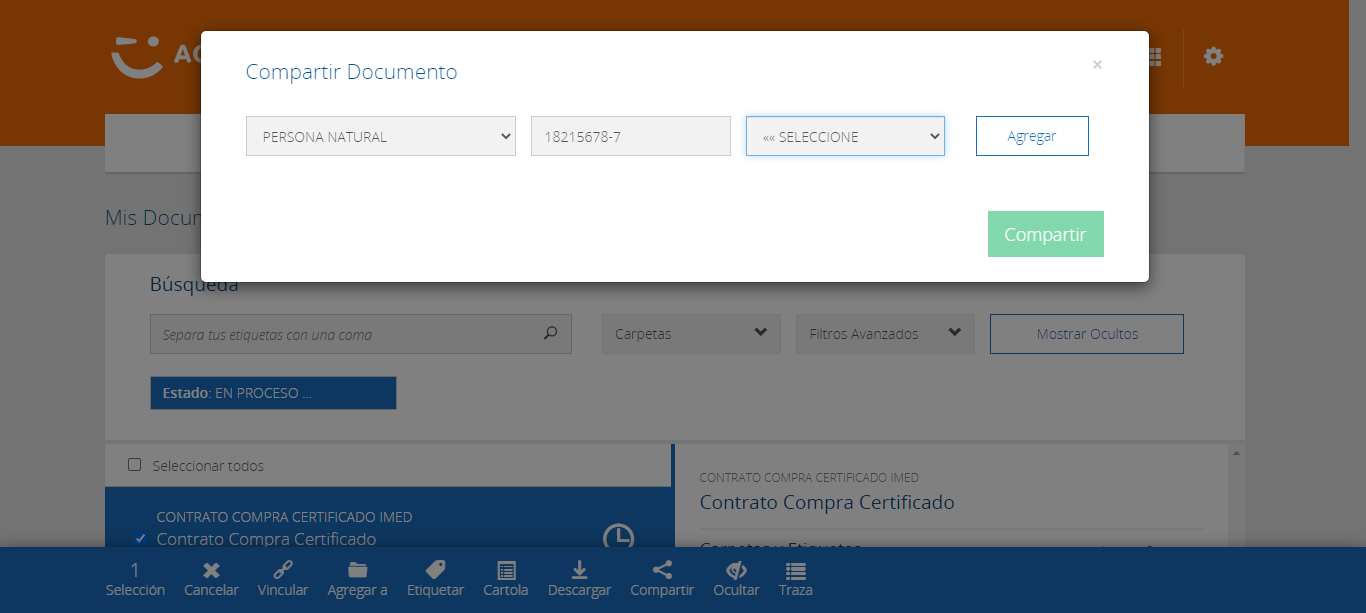 Compartir Documento
×
PERSONA NATURAL
18215678-7
«« SELECCIONE
Agregar
Compartir
Mis
Búsqueda
Separa tus etiquetas con una coma
Carpetas
Filtros Avanzados
Mostrar Ocultos
Estado: EN PROCESO ...
Seleccionar todos
CONTRATO COMPRA CERTIFICADO IMED
Contrato Compra Certificado
CONTRATO COMPRA CERTIFICADO IMED
Contrato Compra Certificado
Carpetas y Etiquetas
1
Selección
Cancelar
Vincular
Agregar a
Etiquetar
Cartola
Descargar
Compartir
Ocultar
Traza